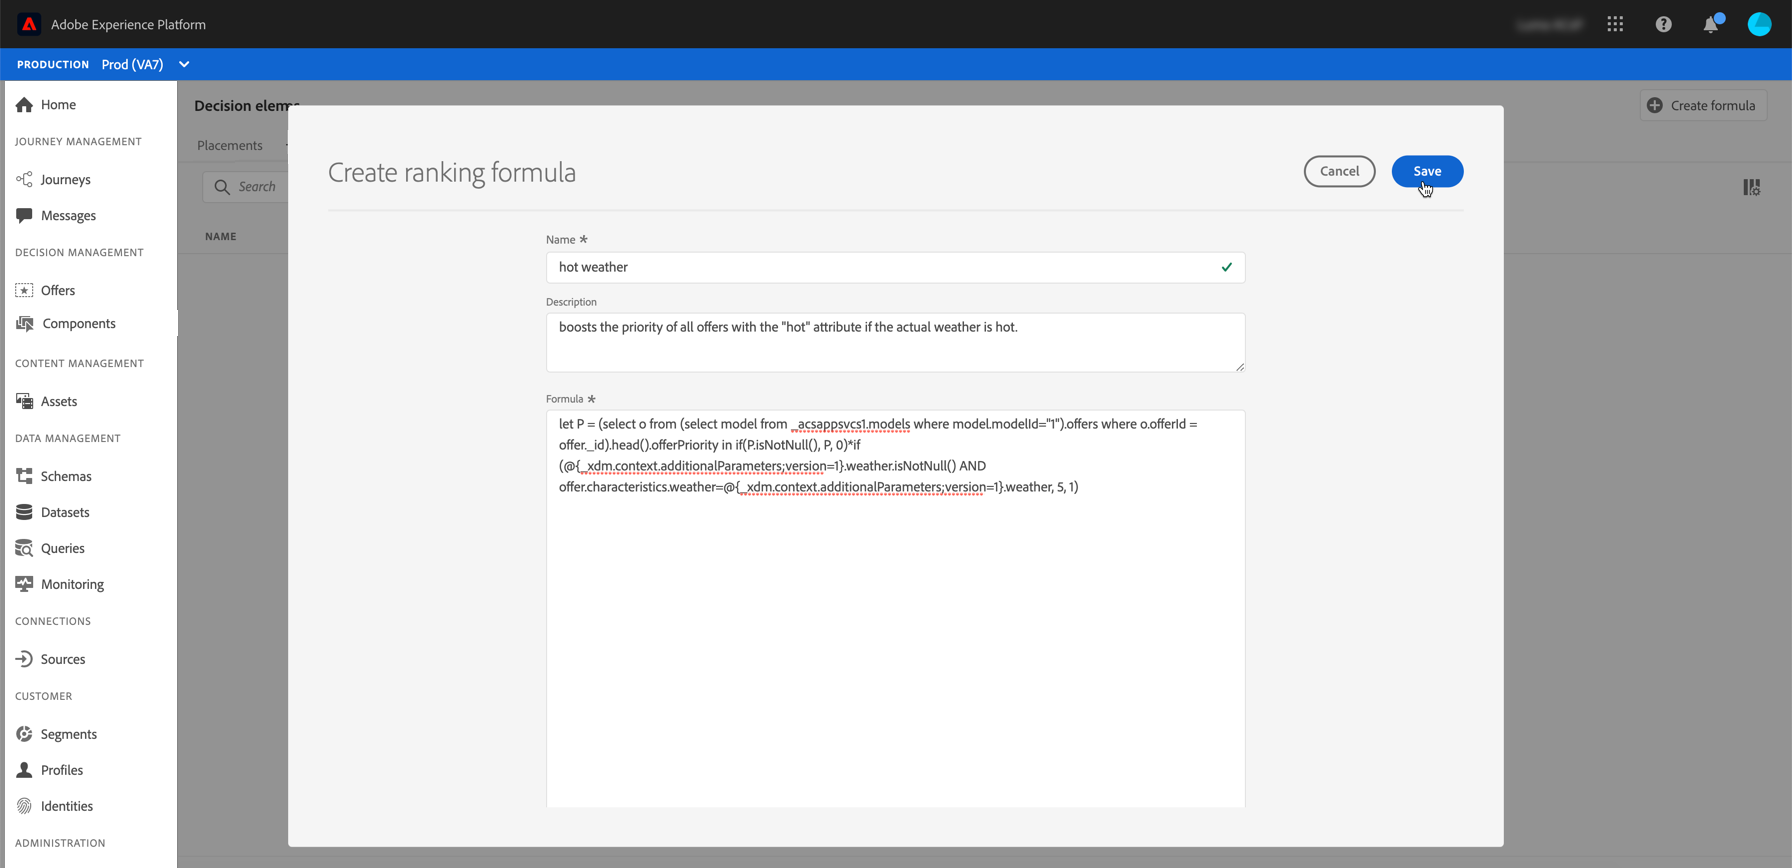 Adobe Experience Platform
PRODUCTION Prod (VA7)
Home
JOURNEY MANAGEMENT
Journeys
Messages
DECISION MANAGEMENT
Offers
Components
CONTENT MANAGEMENT
Assets
DATA MANAGEMENT
Schemas
Datasets
Queries
Monitoring
CONNECTIONS
Sources
CUSTOMER
Segments
Profiles
Identities
ADMINISTRATION
Decision
Create formula
Placements
Search
NAME
Create ranking formula
Cancel
Save
Name *
hot weather
Description
boosts the priority of all offers with the "hot" attribute if the actual weather is hot.
Formula *
let P = (select o from (select model from _acsappsvcs1.models where model.modelId="1").offers where o.offerId =
offer._id).head().offerPriority in if(P.isNotNull(), P, 0)*if
(@{_xdm.context.additionalParameters;version=1}.weather.isNotNull() AND
offer.characteristics.weather=@{_xdm.context.additionalParameters;version=1}.weather, 5, 1)